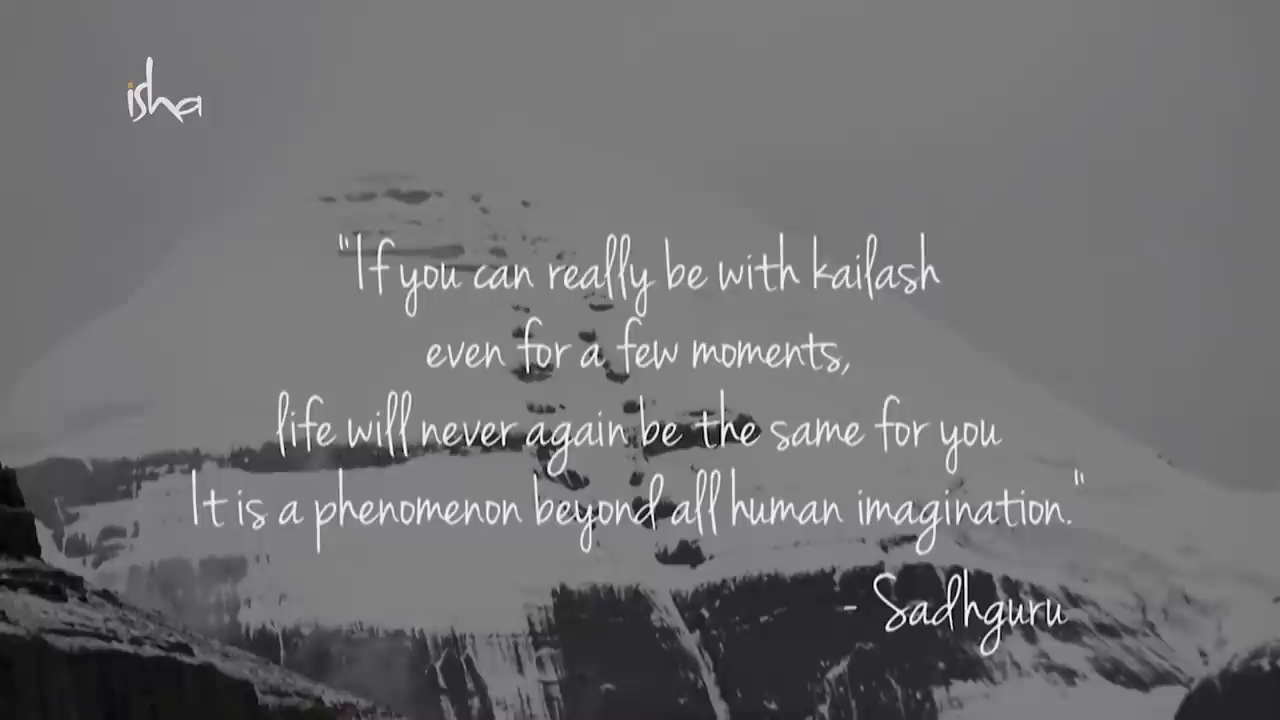 isha
"If you can really be with kailash
even for a few moments,
life will never again be the same for you
It is a phenomenon beyond all human imagination."
- Sadhguru